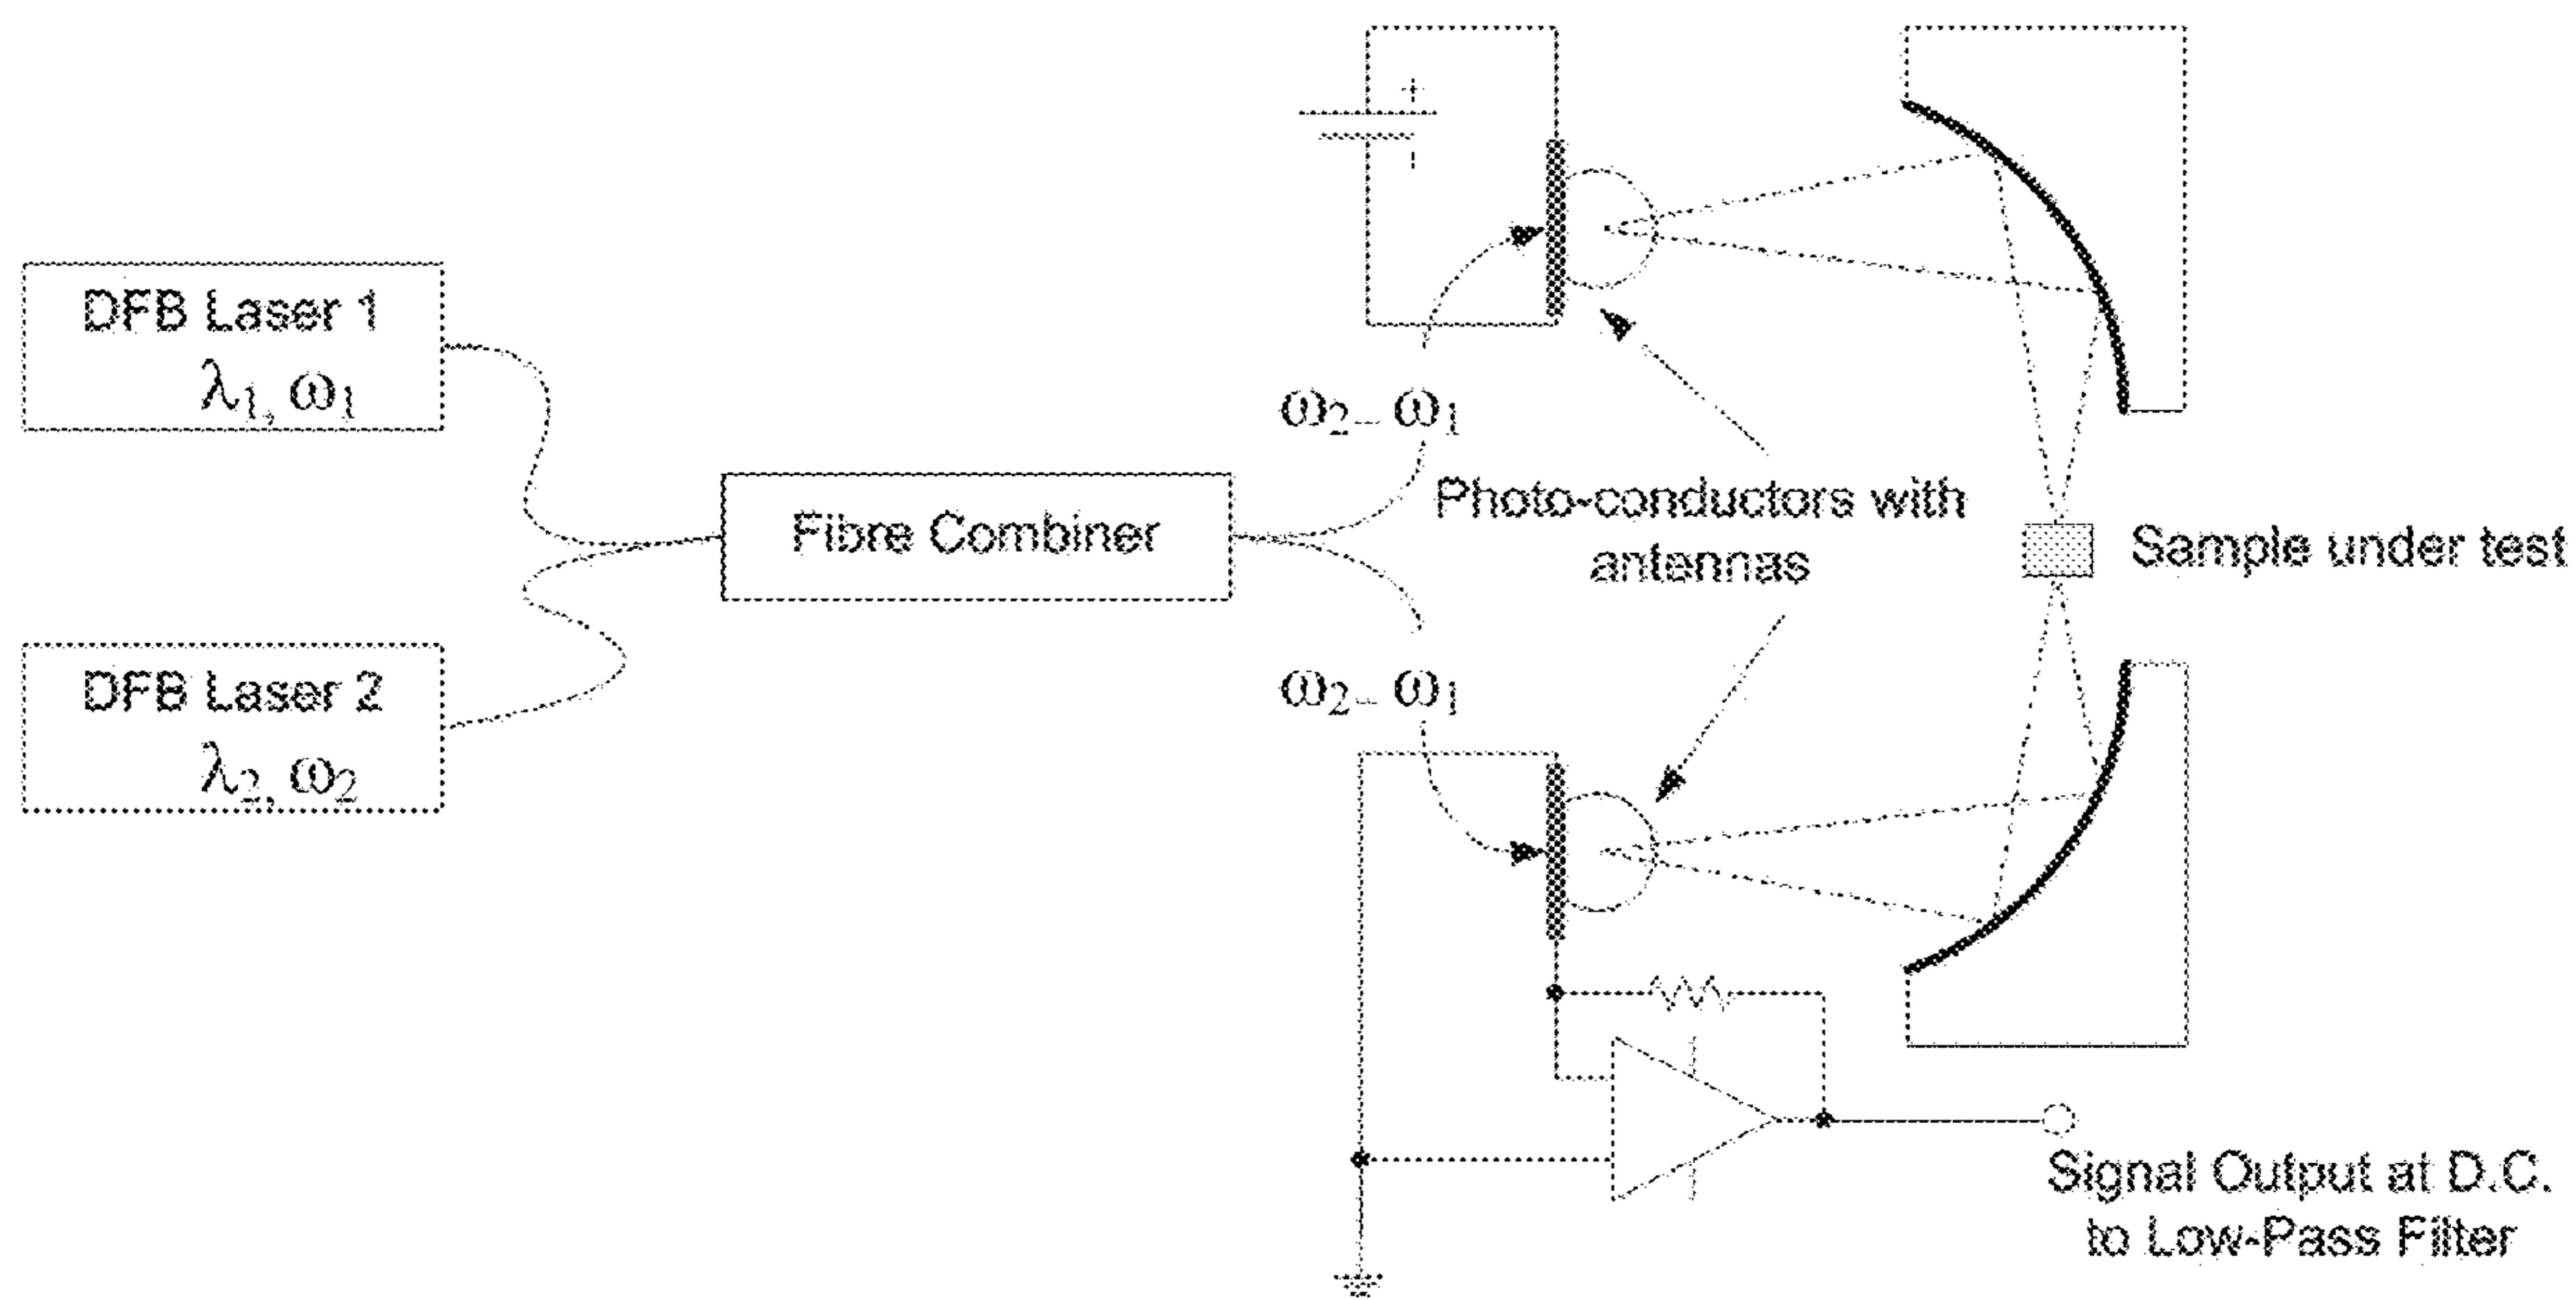 DFB Laser 1
λ1, ω1
DFB Laser 2
λ2, ω2
Fibre Combiner
+
-
ω2- ω1
Photo-conductors with
antennas
ω2- ω1
Sample under test
Signal Output at D.C.
to Low-Pass Filter